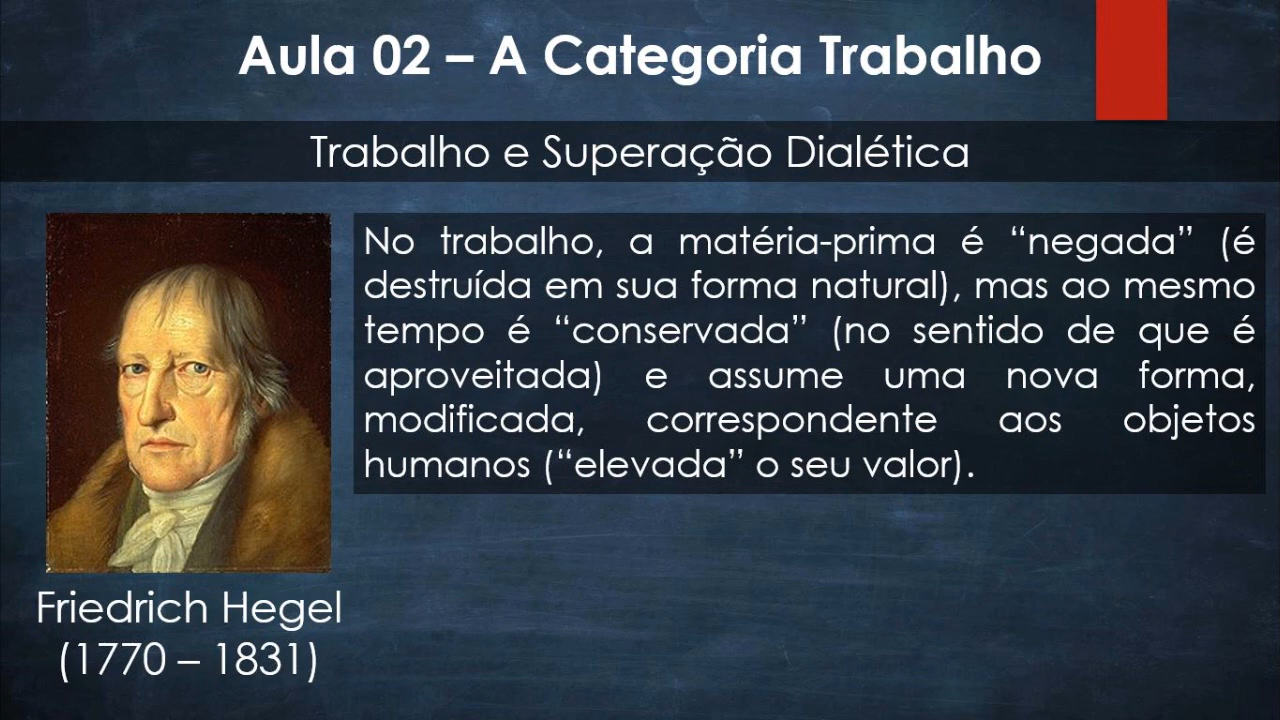 Aula 02 – A Categoria Trabalho
Trabalho e Superação Dialética
No trabalho, a matéria-prima é “negada” (é
destruída em sua forma natural), mas ao mesmo
tempo é “conservada” (no sentido de que é
aproveitada) e assume uma nova forma,
modificada, correspondente aos objetos
humanos (“elevada” o seu valor).
Friedrich Hegel
(1770 – 1831)